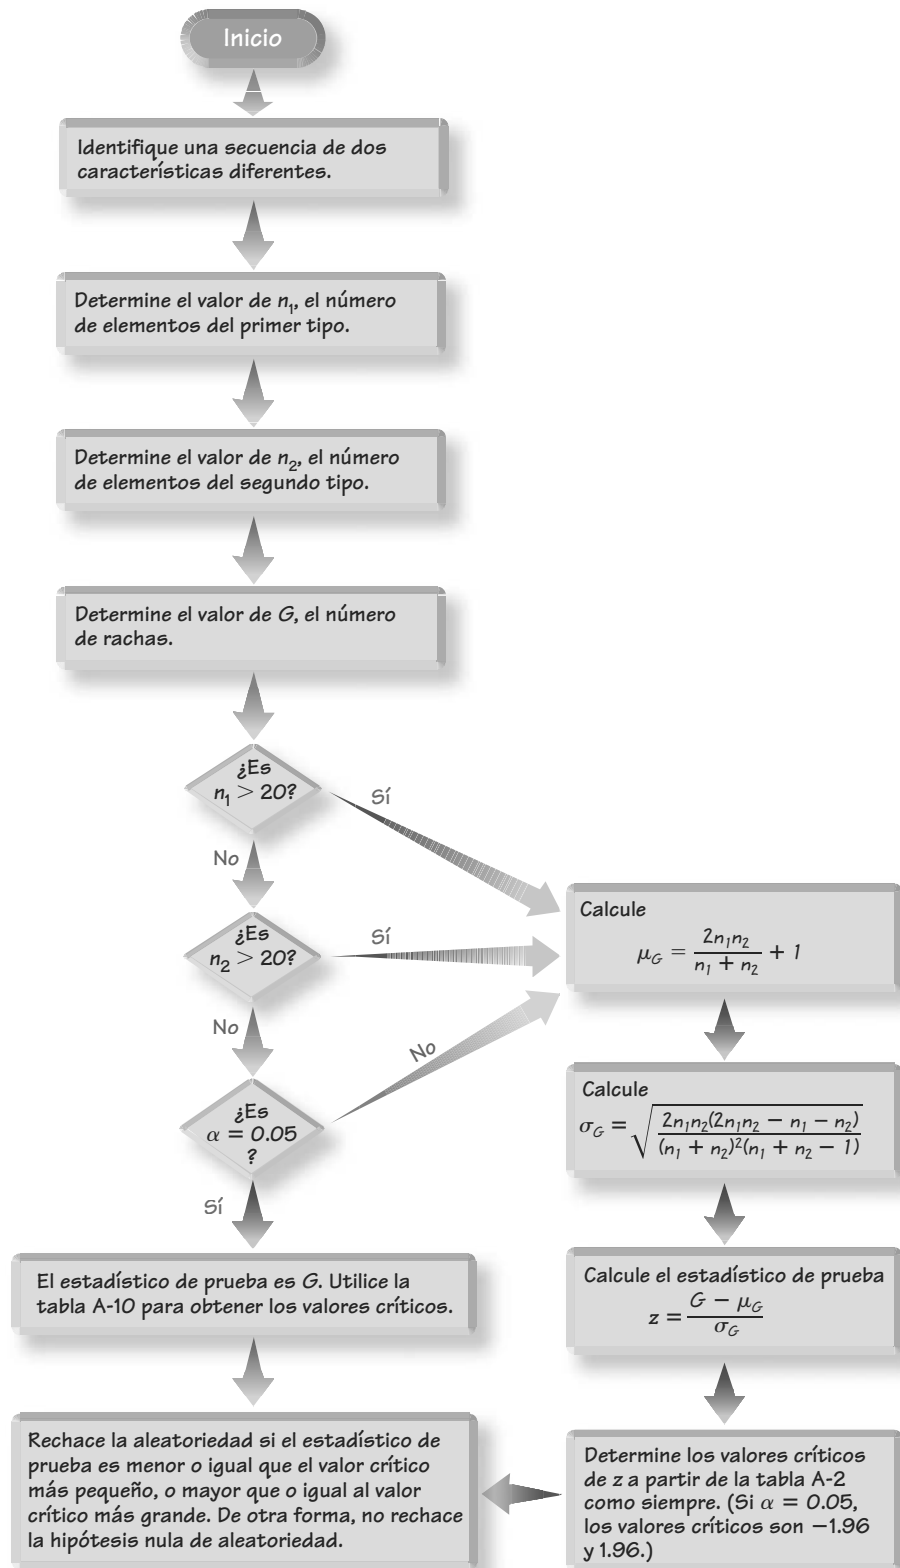 Inicio
Identifique una secuencia de dos
características diferentes.
Determine el valor de n₁, el número
de elementos del primer tipo.
Determine el valor de n₂, el número
de elementos del segundo tipo.
Determine el valor de G, el número
de rachas.
¿Es
n₁ > 20?
Sí
No
¿Es
n₂ > 20?
Sí
No
¿Es
α = 0.05
?
No
Sí
El estadístico de prueba es G. Utilice la
tabla A-10 para obtener los valores críticos.
Rechace la aleatoriedad si el estadístico de
prueba es menor o igual que el valor crítico
más pequeño, o mayor que o igual al valor
crítico más grande. De otra forma, no rechace
la hipótesis nula de aleatoriedad.
Calcule
μ_G = 2n₁n₂ / (n₁ + n₂) + 1
Calcule
σ_G = √(2n₁n₂(2n₁n₂ − n₁ − n₂) / ((n₁ + n₂)²(n₁ + n₂ − 1)))
Calcule el estadístico de prueba
z = (G − μ_G) / σ_G
Determine los valores críticos
de z a partir de la tabla A-2
como siempre. (Si α = 0.05,
los valores críticos son −1.96
y 1.96.)